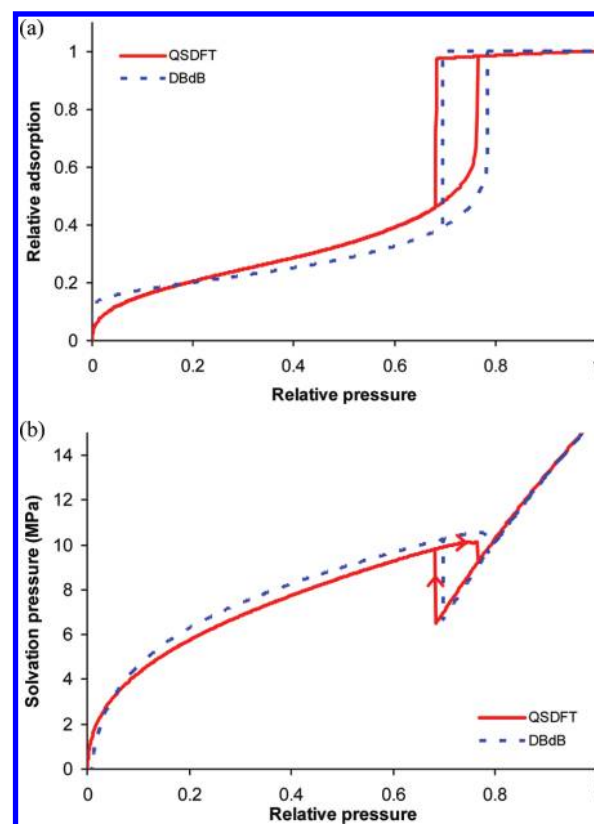 (a)
1
0.8
0.6
0.4
0.2
0
QSDFT
DBdB
Relative adsorption
0 0.2 0.4 0.6 0.8
Relative pressure
(b)
14
12
10
8
6
4
2
0
Solvation pressure (MPa)
QSDFT
DBdB
0 0.2 0.4 0.6 0.8
Relative pressure